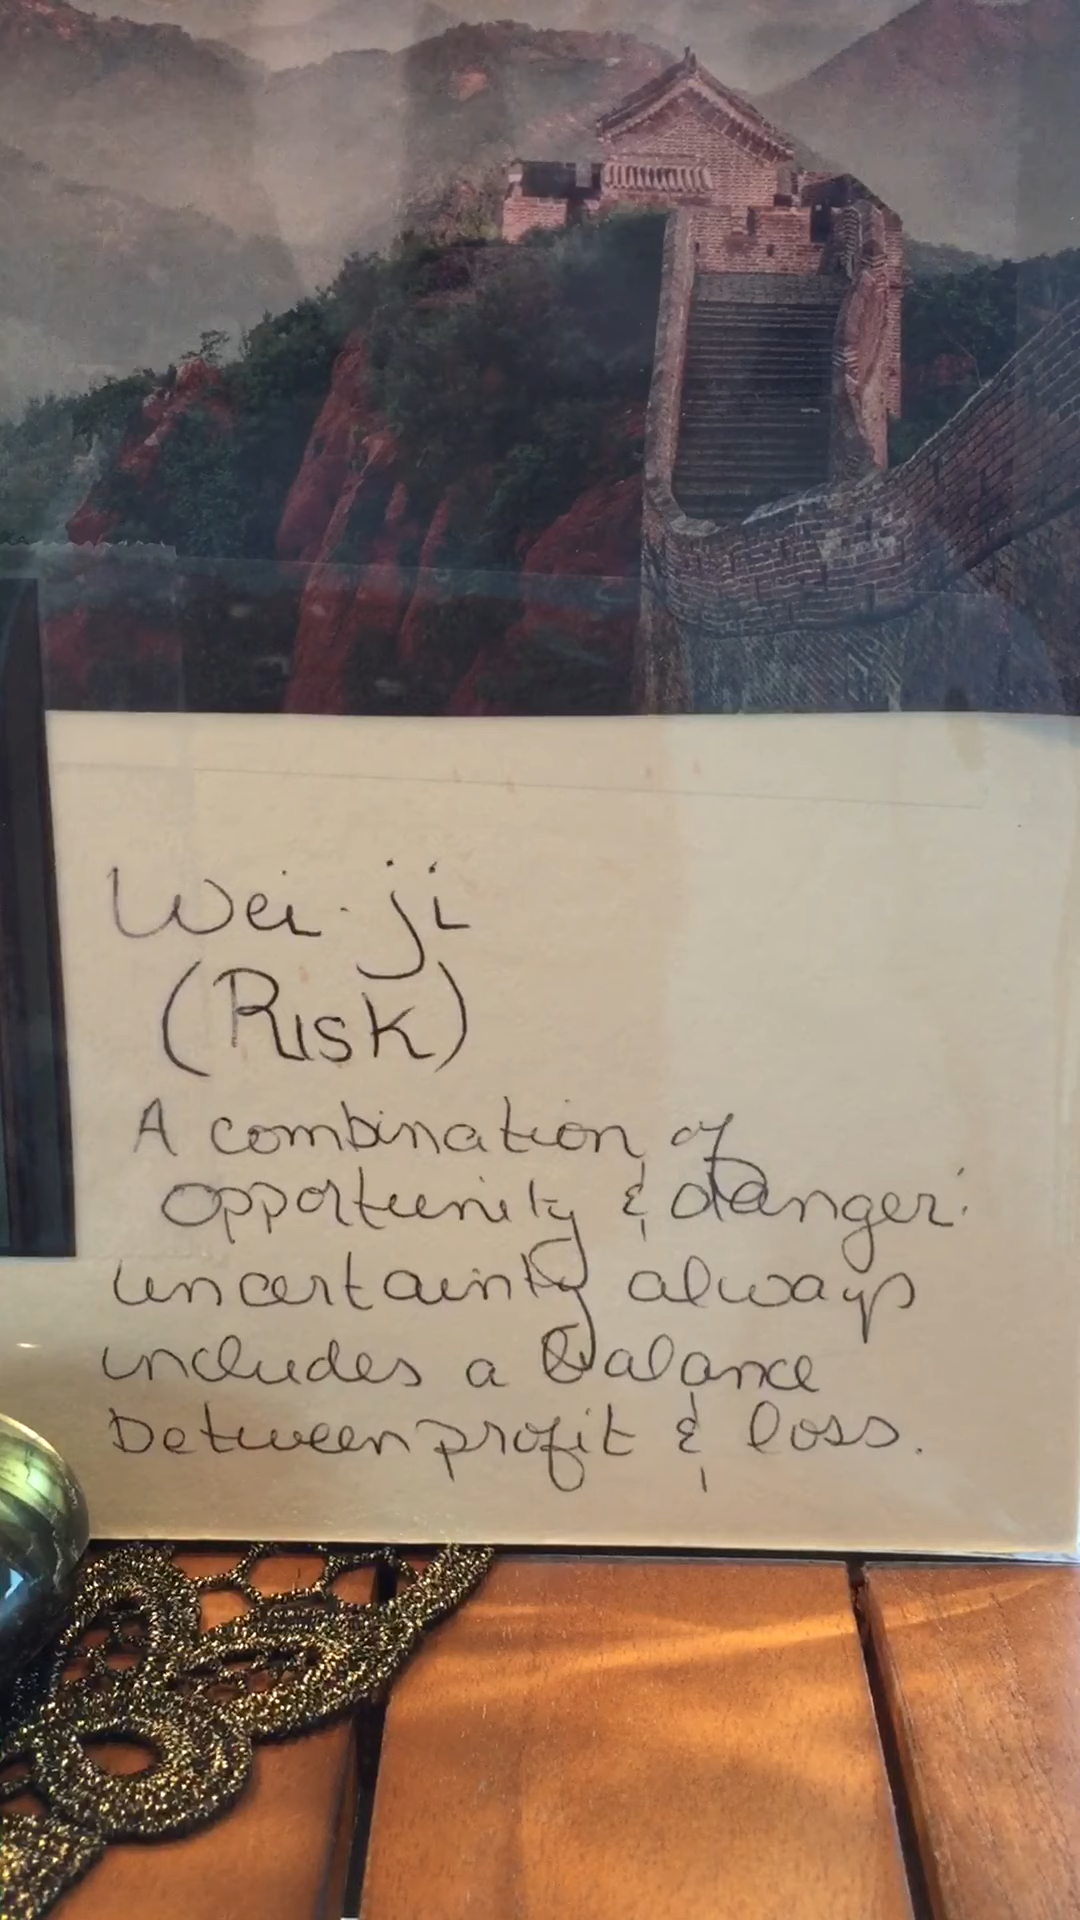 Wei-ji
(Risk)
A combination of
opportunity & danger:
uncertainty always
includes a balance
between profit & loss.